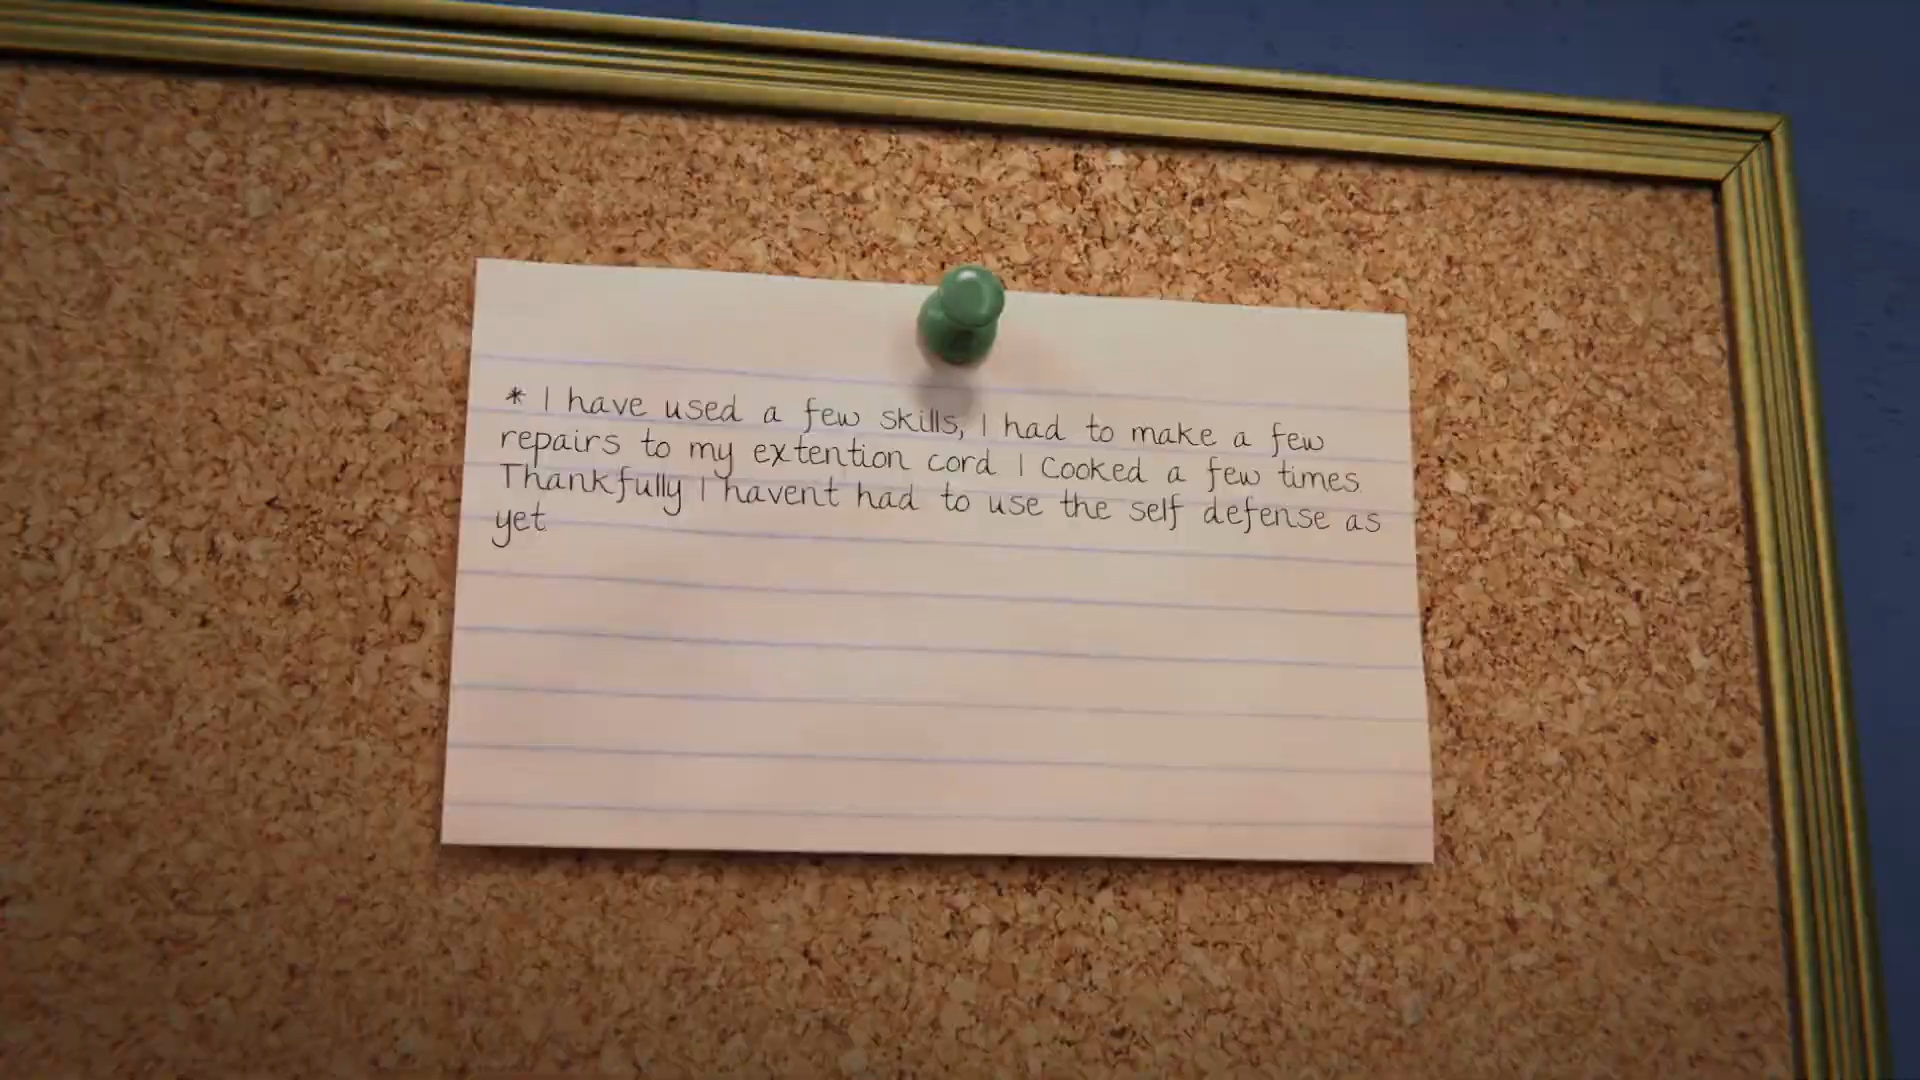 * I have used a few skills, I had to make a few
repairs to my extention cord I cooked a few times.
Thankfully I havent had to use the self defense as
yet